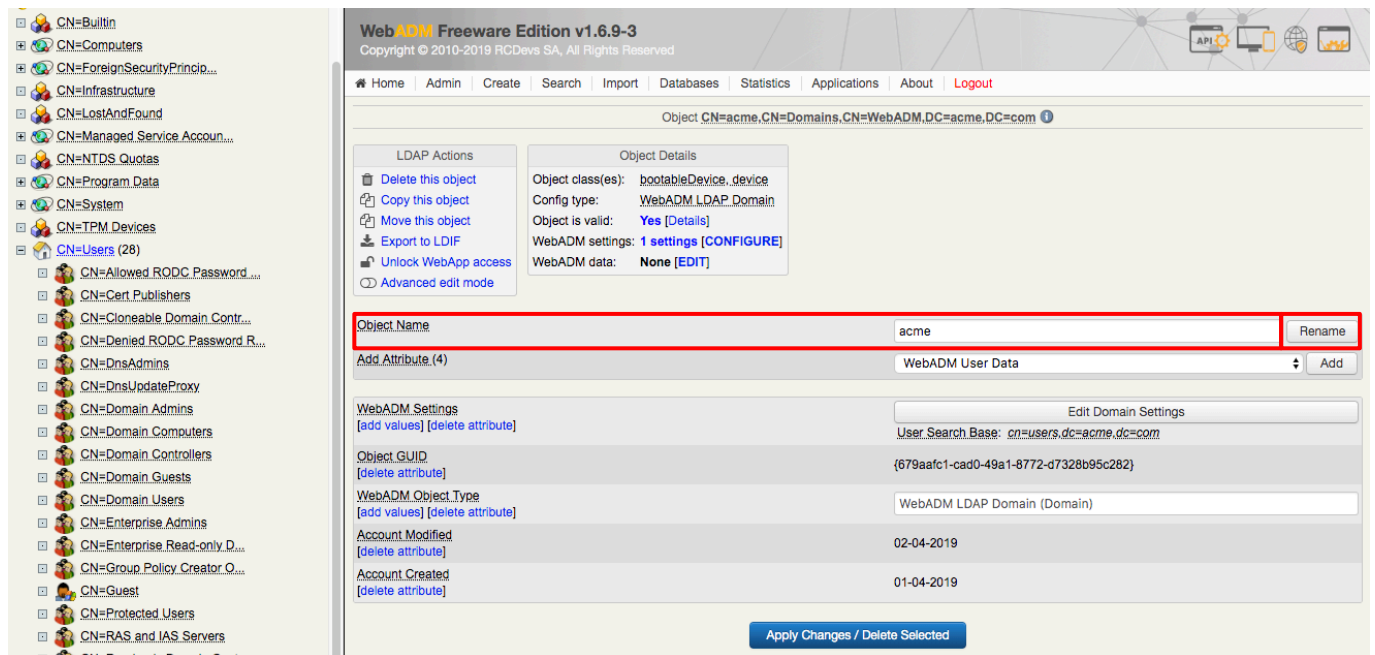 CN=Builtin
CN=Computers
CN=ForeignSecurityPrincip...
CN=Infrastructure
CN=LostAndFound
CN=Managed Service Accoun...
CN=NTDS Quotas
CN=Program Data
CN=System
CN=TPM Devices
CN=Users (28)
CN=Allowed RODC Password ...
CN=Cert Publishers
CN=Cloneable Domain Contr...
CN=Denied RODC Password R...
CN=DnsAdmins
CN=DnsUpdateProxy
CN=Domain Admins
CN=Domain Computers
CN=Domain Controllers
CN=Domain Guests
CN=Domain Users
CN=Enterprise Admins
CN=Enterprise Read-only D...
CN=Group Policy Creator O...
CN=Guest
CN=Protected Users
CN=RAS and IAS Servers
WebADM Freeware Edition v1.6.9-3
Copyright © 2010-2019 RCDevs SA, All Rights Reserved
API
Home Admin Create Search Import Databases Statistics Applications About Logout
Object CN=acme,CN=Domains,CN=WebADM,DC=acme,DC=com
LDAP Actions
Delete this object
Copy this object
Move this object
Export to LDIF
Unlock WebApp access
Advanced edit mode
Object Details
Object class(es): bootableDevice, device
Config type: WebADM LDAP Domain
Object is valid: Yes [Details]
WebADM settings: 1 settings [CONFIGURE]
WebADM data: None [EDIT]
Object Name acme Rename
Add Attribute (4) WebADM User Data Add
WebADM Settings Edit Domain Settings
[add values] [delete attribute] User Search Base: cn=users,dc=acme,dc=com
Object GUID {679aafc1-cad0-49a1-8772-d7328b95c282}
[delete attribute]
WebADM Object Type WebADM LDAP Domain (Domain)
[add values] [delete attribute]
Account Modified 02-04-2019
[delete attribute]
Account Created 01-04-2019
[delete attribute]
Apply Changes / Delete Selected